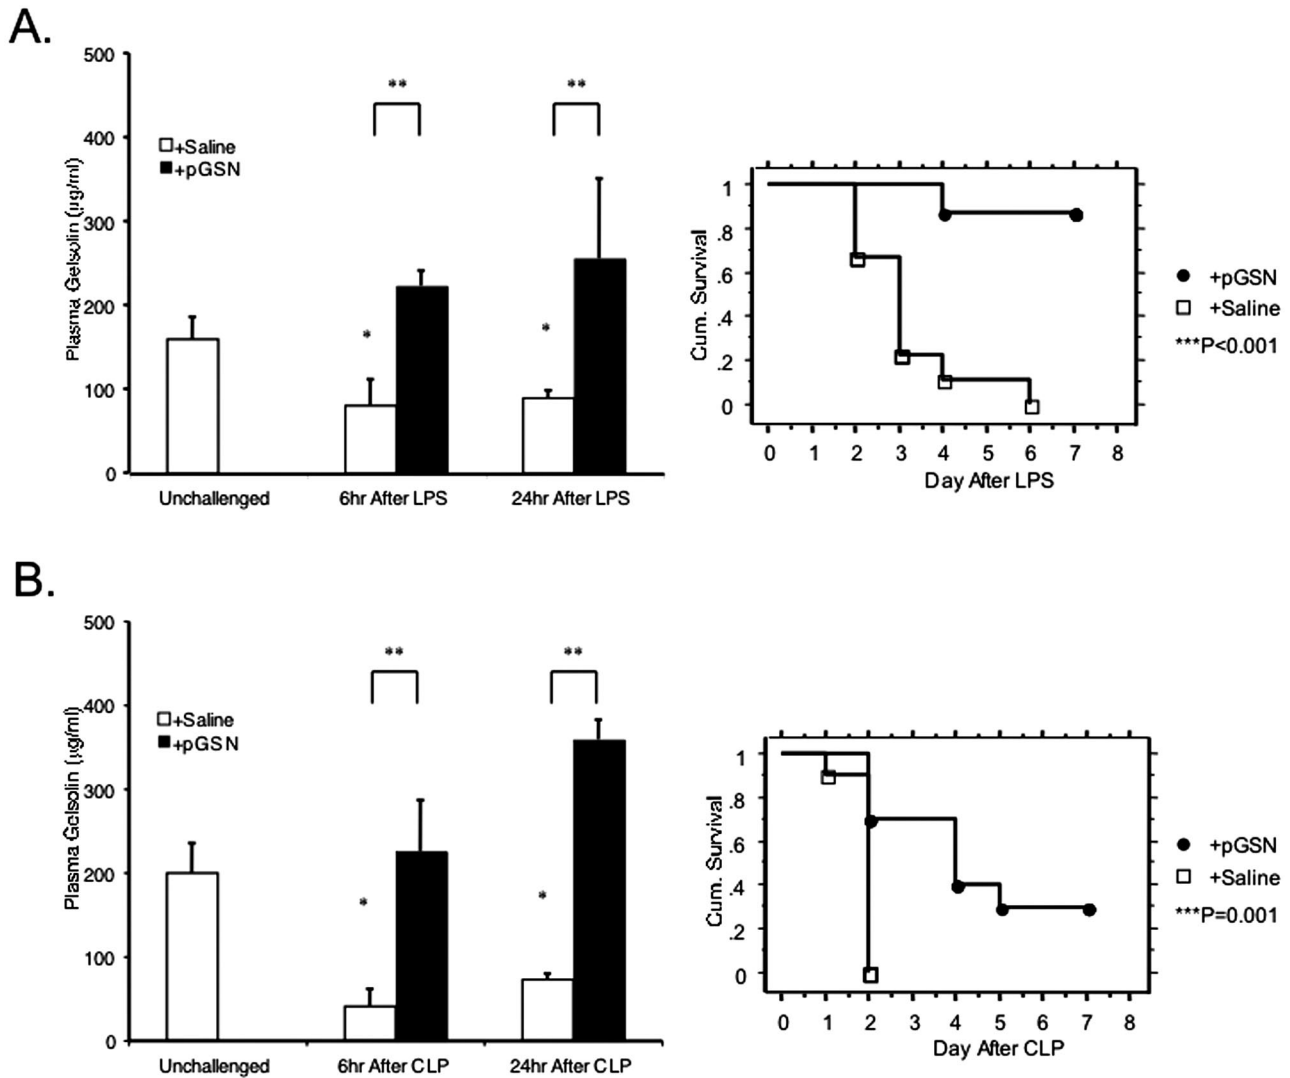 A.
500
400
300
200
100
0
Plasma Gelsolin (µg/ml)
+Saline
+pGSN
**
**
*
*
Unchallenged
6hr After LPS
24hr After LPS
1
.8
.6
.4
.2
0
Cum. Survival
0 1 2 3 4 5 6 7 8
Day After LPS
+pGSN
+Saline
***P<0.001
B.
500
400
300
200
100
0
Plasma Gelsolin (µg/ml)
+Saline
+pGSN
**
**
*
*
Unchallenged
6hr After CLP
24hr After CLP
1
.8
.6
.4
.2
0
Cum. Survival
0 1 2 3 4 5 6 7 8
Day After CLP
+pGSN
+Saline
***P=0.001